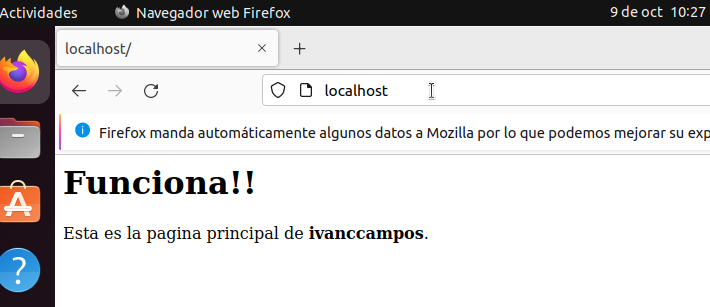 Actividades Navegador web Firefox 9 de oct 10:27
localhost/
localhost
Firefox manda automáticamente algunos datos a Mozilla por lo que podemos mejorar su exp
Funciona!!
Esta es la pagina principal de ivanccampos.